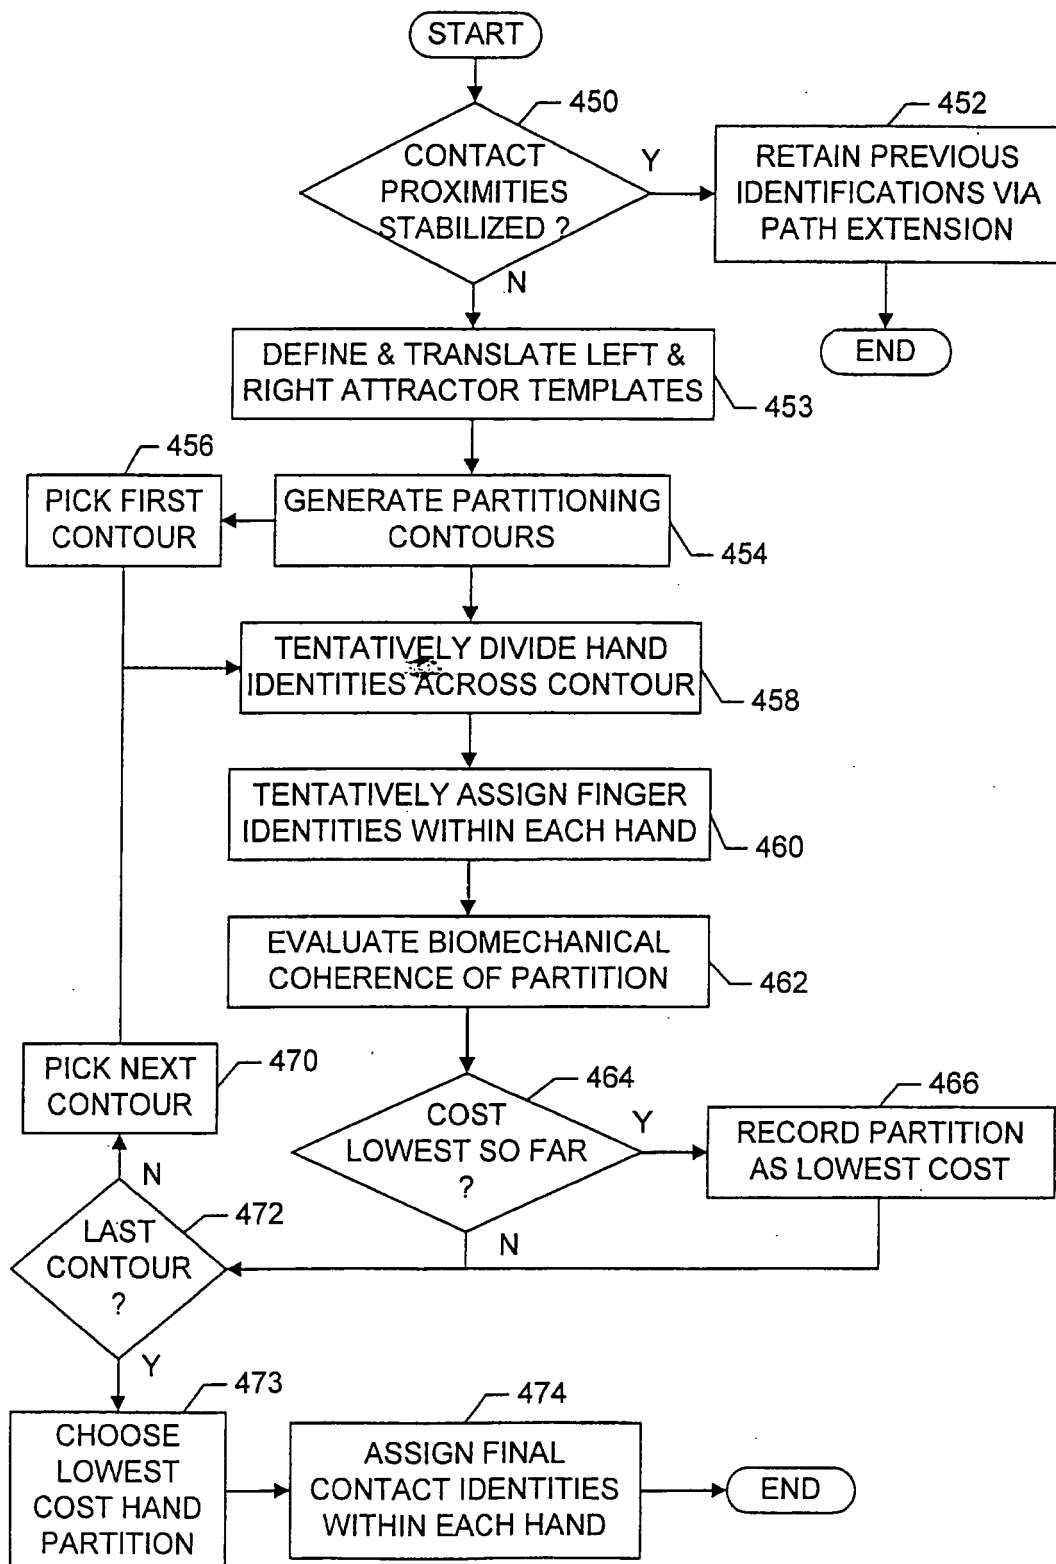 START
450
CONTACT
PROXIMITIES
STABILIZED ?
Y
N
452
RETAIN PREVIOUS
IDENTIFICATIONS VIA
PATH EXTENSION
END
DEFINE & TRANSLATE LEFT &
RIGHT ATTRACTOR TEMPLATES
453
456
PICK FIRST
CONTOUR
GENERATE PARTITIONING
CONTOURS
454
TENTATIVELY DIVIDE HAND
IDENTITIES ACROSS CONTOUR
458
TENTATIVELY ASSIGN FINGER
IDENTITIES WITHIN EACH HAND
460
EVALUATE BIOMECHANICAL
COHERENCE OF PARTITION
462
PICK NEXT
CONTOUR
470
464
COST
LOWEST SO FAR
?
Y
N
466
RECORD PARTITION
AS LOWEST COST
N
472
LAST
CONTOUR
?
Y
473
CHOOSE
LOWEST
COST HAND
PARTITION
474
ASSIGN FINAL
CONTACT IDENTITIES
WITHIN EACH HAND
END